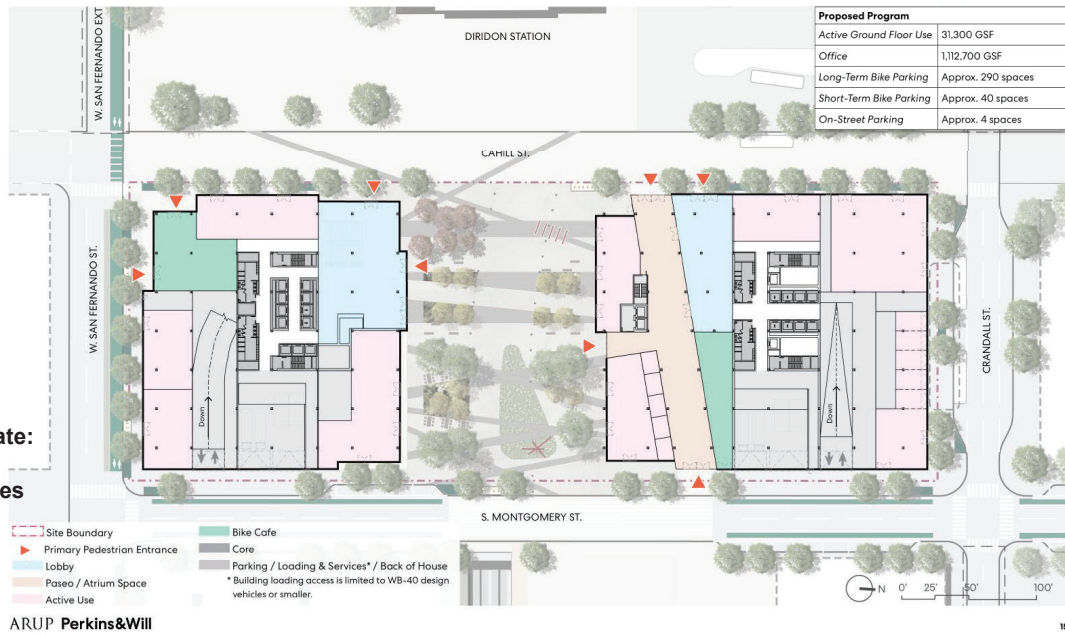 Proposed Program
Active Ground Floor Use 31,300 GSF
Office 1,112,700 GSF
Long-Term Bike Parking Approx. 290 spaces
Short-Term Bike Parking Approx. 40 spaces
On-Street Parking Approx. 4 spaces
DIRIDON STATION
W. SAN FERNANDO EXT
CAHILL ST.
W. SAN FERNANDO ST.
CRANDALL ST.
Down
Down
S. MONTGOMERY ST.
ate:
es
Site Boundary
Primary Pedestrian Entrance
Lobby
Paseo / Atrium Space
Active Use
Bike Cafe
Core
Parking / Loading & Services* / Back of House
* Building loading access is limited to WB-40 design
vehicles or smaller.
N 0' 25' 50' 100'
ARUP Perkins&Will